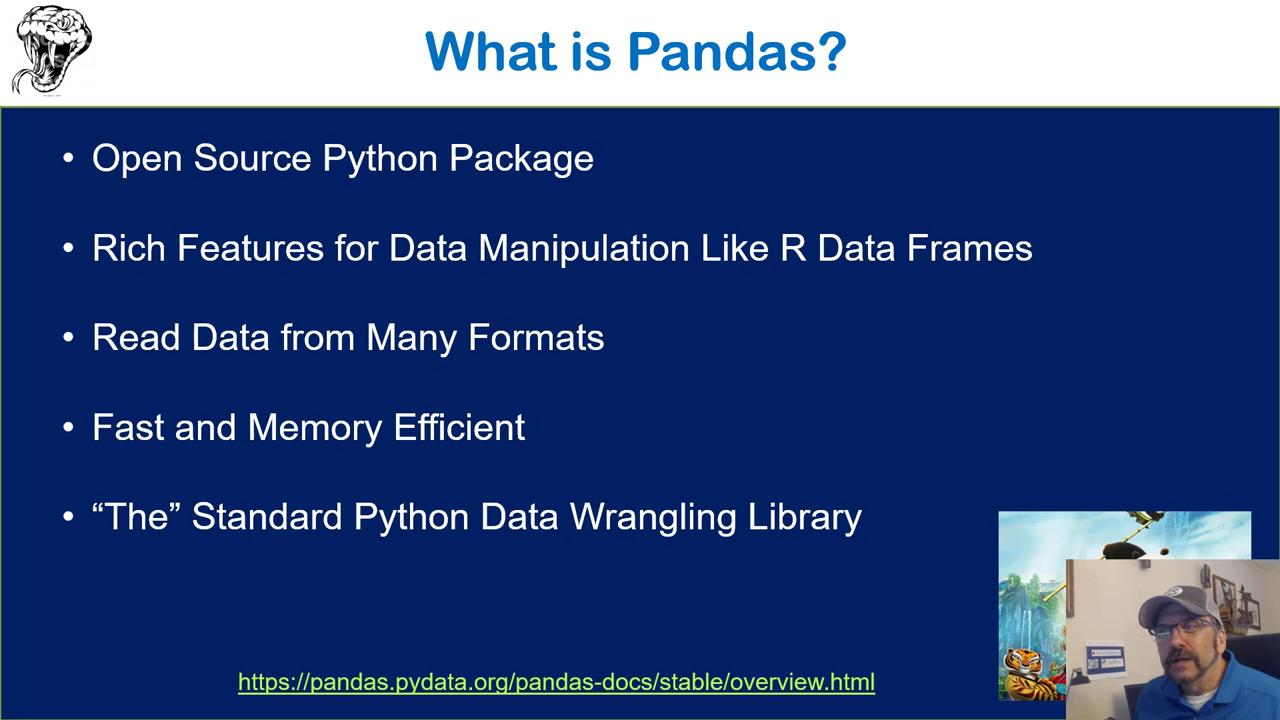 What is Pandas?
• Open Source Python Package
• Rich Features for Data Manipulation Like R Data Frames
• Read Data from Many Formats
• Fast and Memory Efficient
• “The” Standard Python Data Wrangling Library
https://pandas.pydata.org/pandas-docs/stable/overview.html